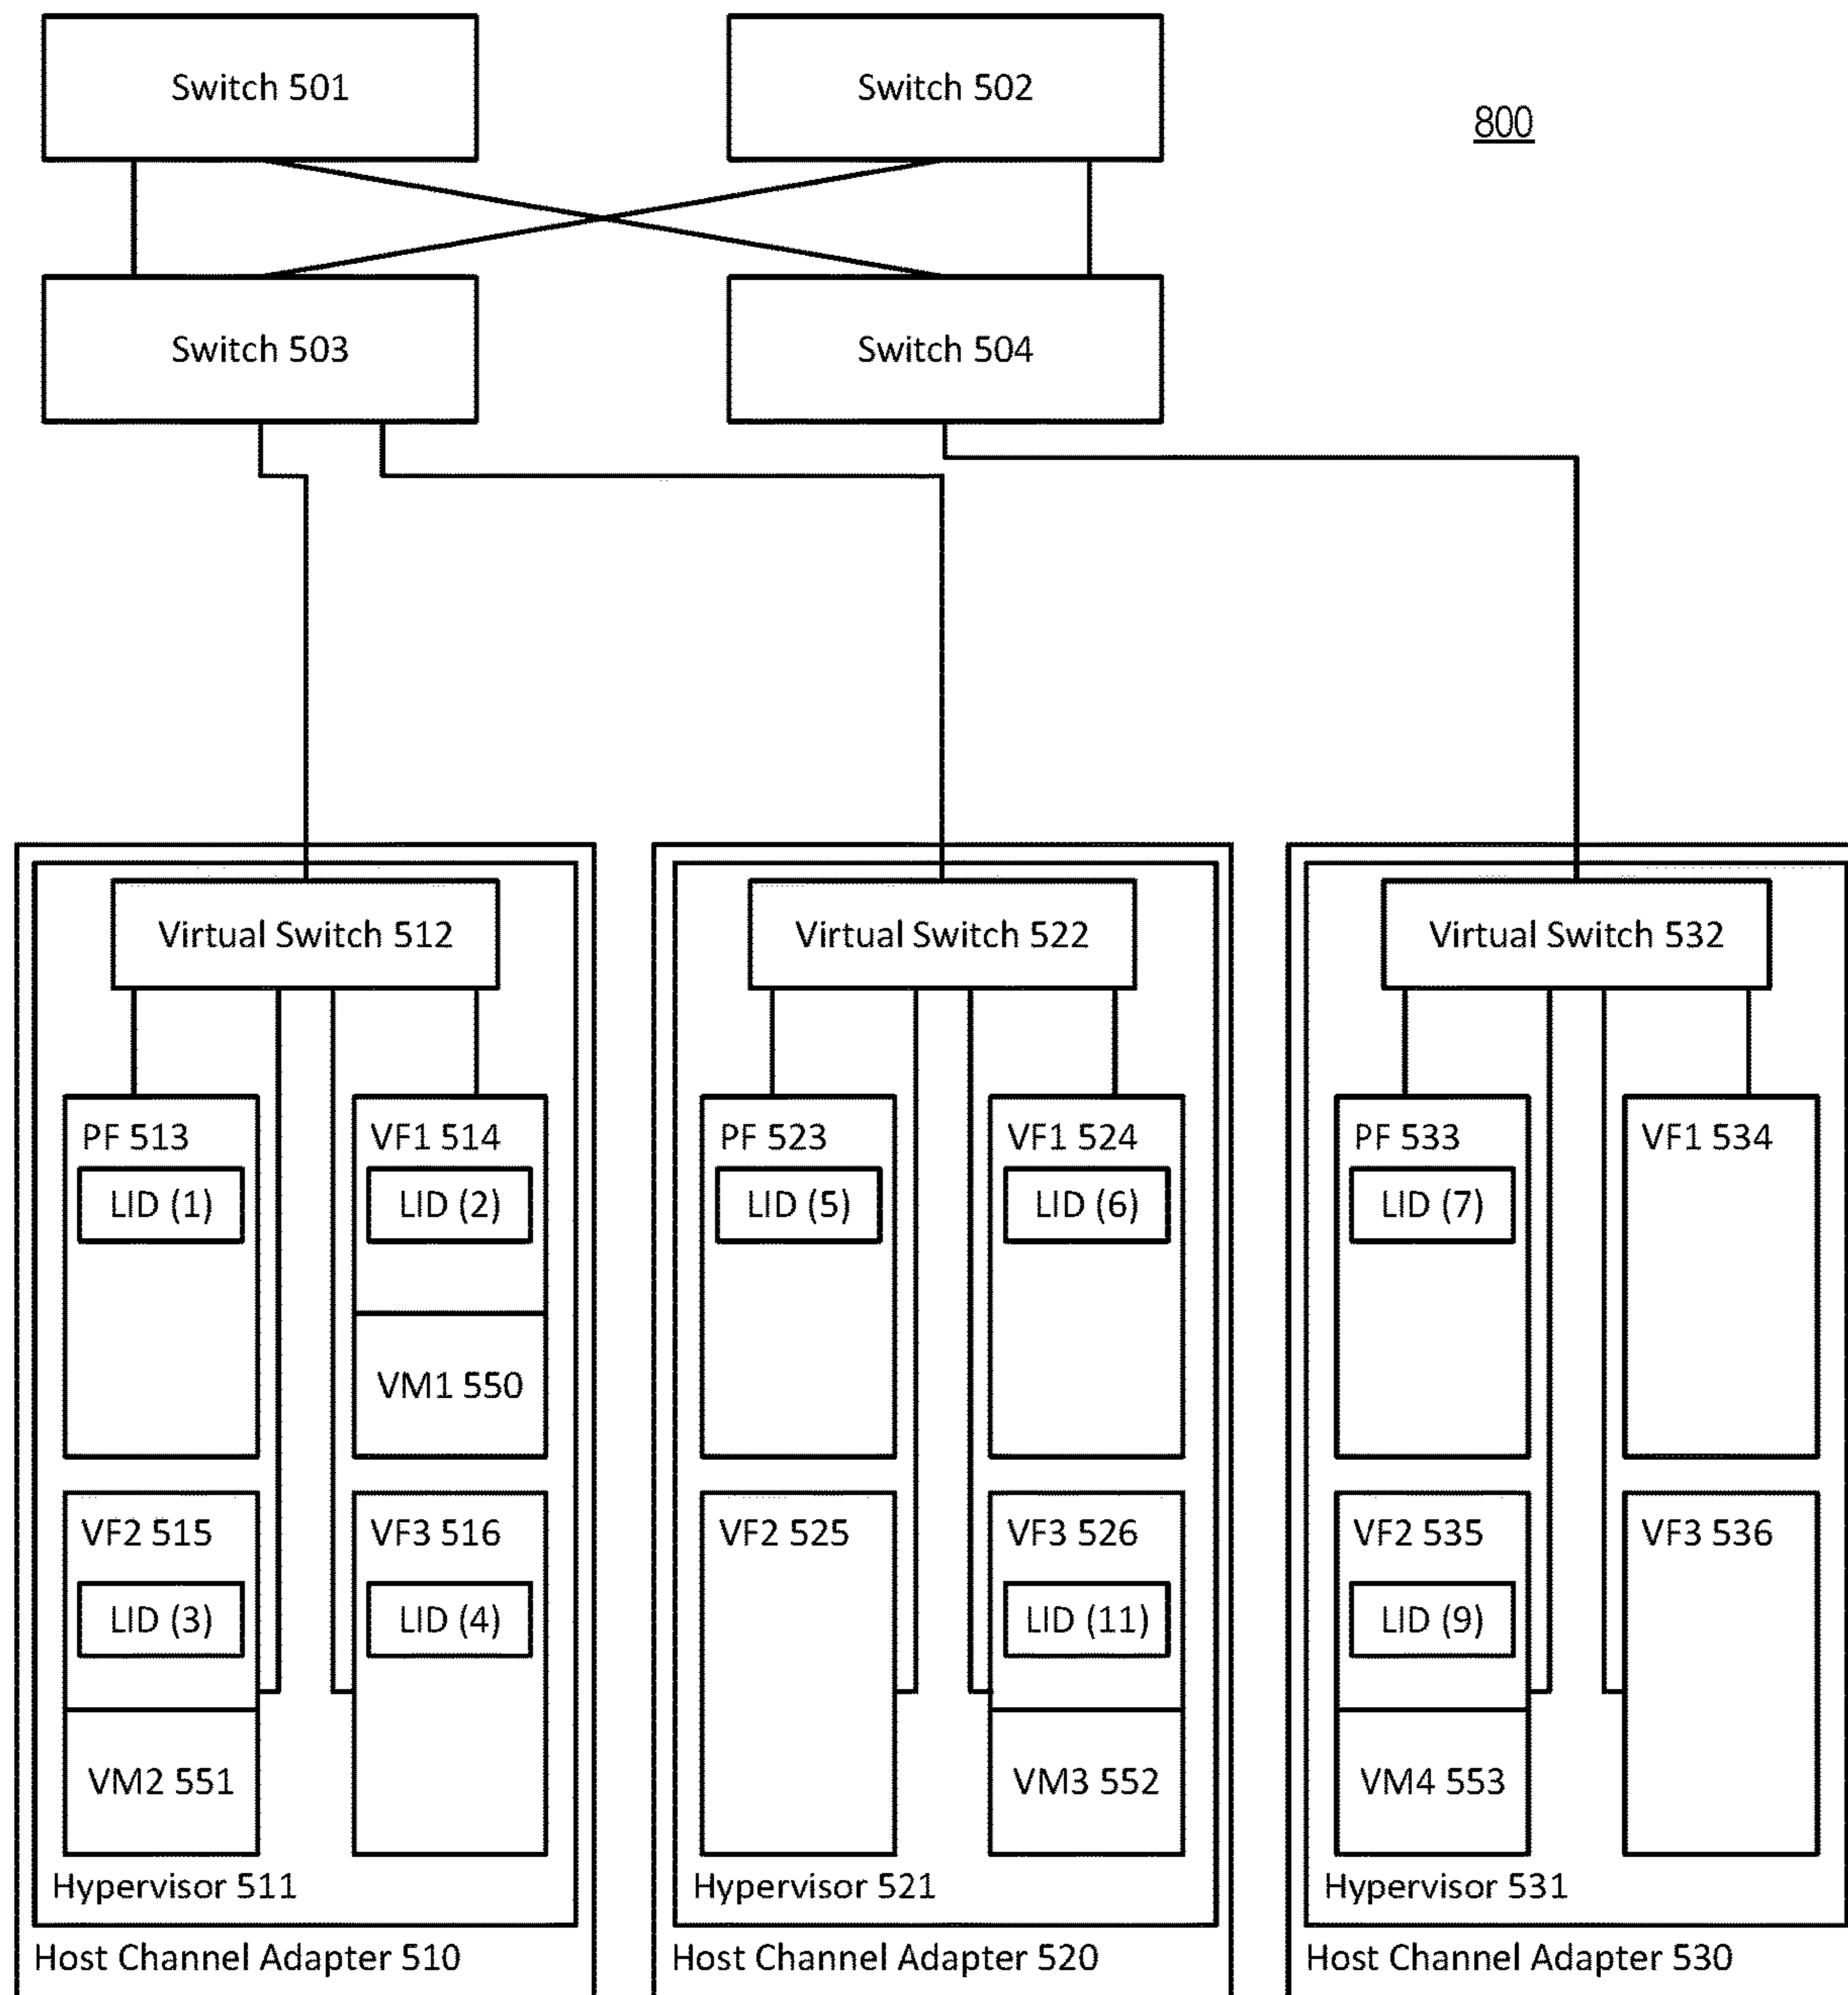 Switch 501
Switch 502
800
Switch 503
Switch 504
Virtual Switch 512
Virtual Switch 522
Virtual Switch 532
PF 513
LID (1)
VF1 514
LID (2)
VM1 550
VF2 515
LID (3)
VM2 551
VF3 516
LID (4)
Hypervisor 511
Host Channel Adapter 510
PF 523
LID (5)
VF1 524
LID (6)
VF2 525
VF3 526
LID (11)
VM3 552
Hypervisor 521
Host Channel Adapter 520
PF 533
LID (7)
VF1 534
VF2 535
LID (9)
VM4 553
VF3 536
Hypervisor 531
Host Channel Adapter 530